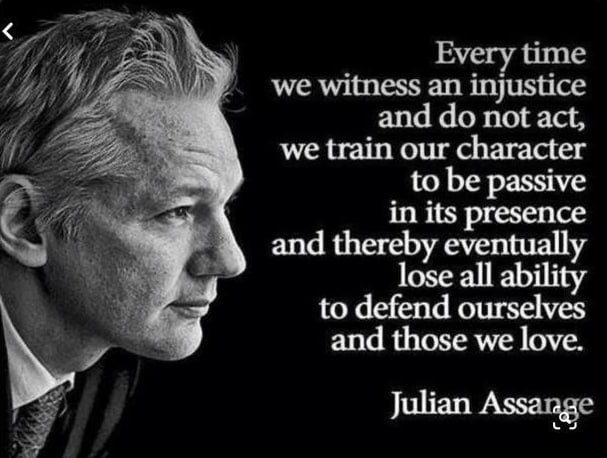 Every time
we witness an injustice
and do not act,
we train our character
to be passive
in its presence
and thereby eventually
lose all ability
to defend ourselves
and those we love.
Julian Assange